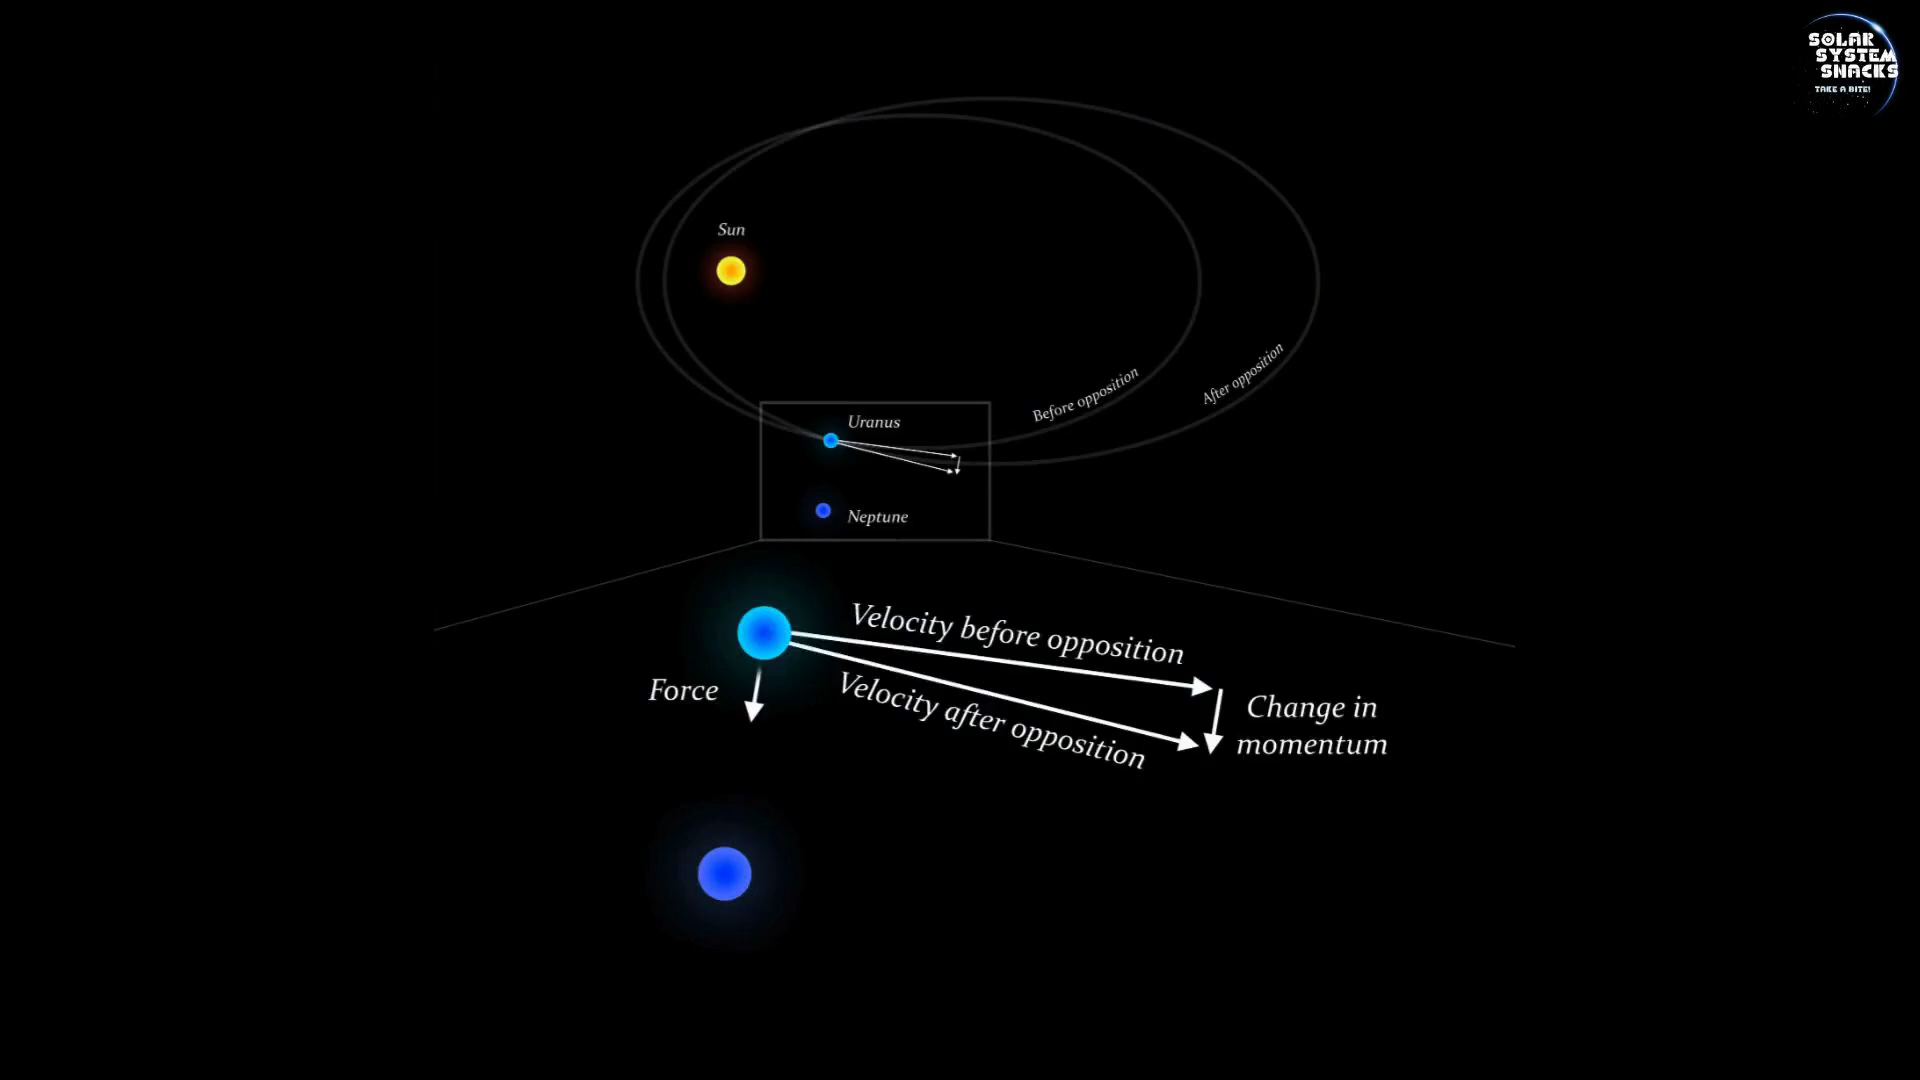 SOLAR
SYSTEM
SNACKS
TAKE A BITE!
Sun
Before opposition
After opposition
Uranus
Neptune
Velocity before opposition
Force
Velocity after opposition
Change in
momentum